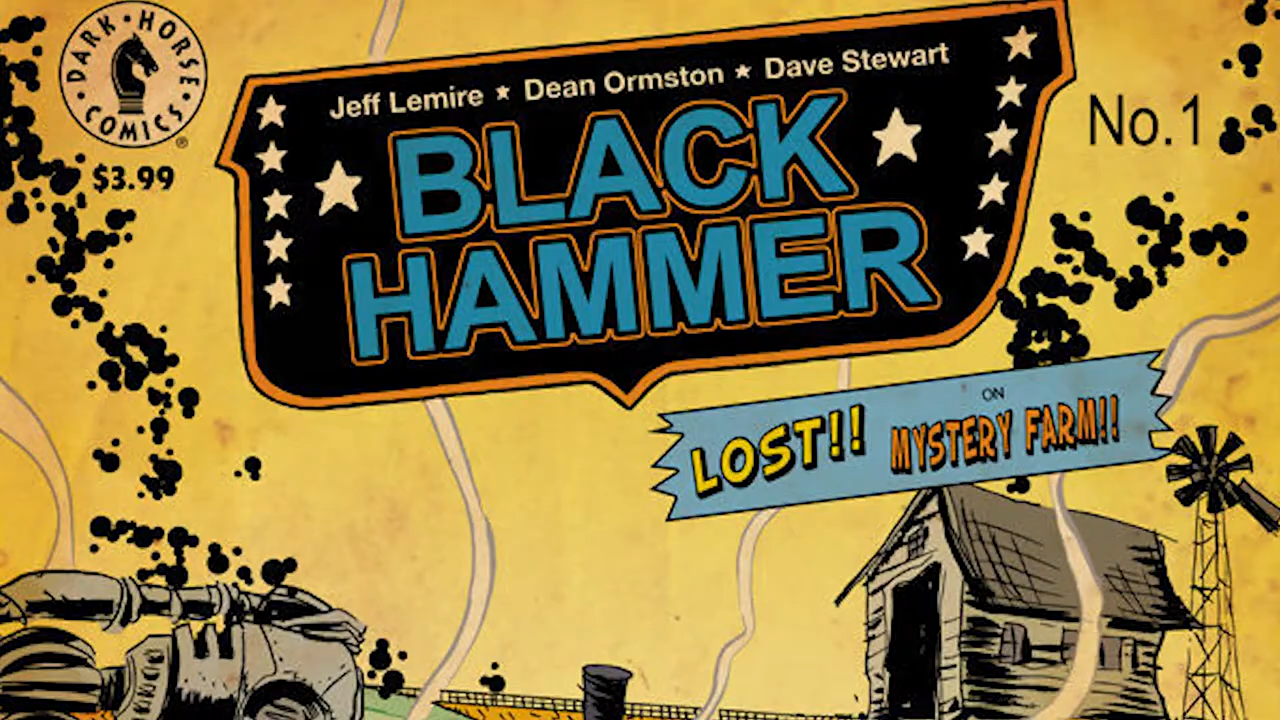 DARK • HORSE • COMICS •
®
$3.99
Jeff Lemire ★ Dean Ormston ★ Dave Stewart
BLACK
HAMMER
No.1
LOST!!
ON
MYSTERY FARM!!